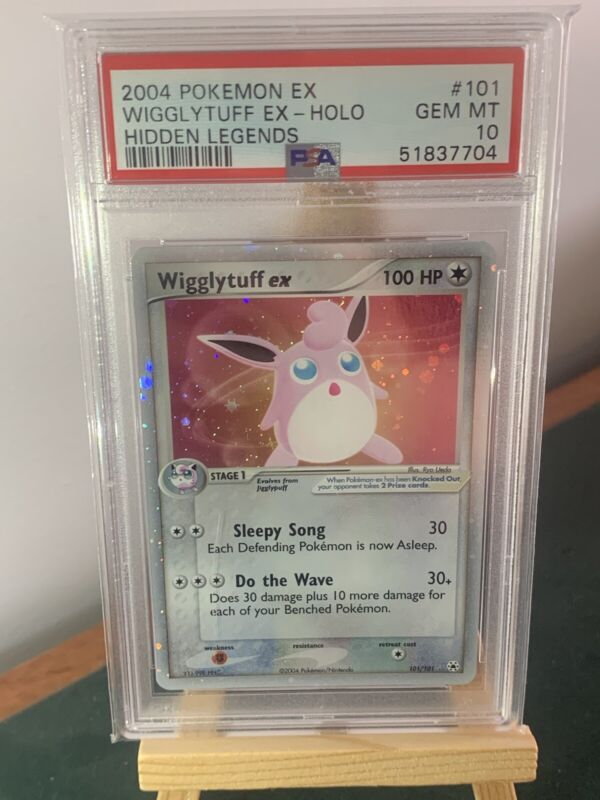 2004 POKEMON EX #101
WIGGLYTUFF EX - HOLO GEM MT
HIDDEN LEGENDS 10
PSA 51837704
Wigglytuff ex 100 HP
Illus. Ryo Ueda
STAGE 1
Evolves from
Jigglypuff
When Pokémon-ex has been Knocked Out,
your opponent takes 2 Prize cards.
Sleepy Song 30
Each Defending Pokémon is now Asleep.
Do the Wave 30+
Does 30 damage plus 10 more damage for
each of your Benched Pokémon.
weakness resistance retreat cost
©2004 Pokémon/Nintendo 101/101